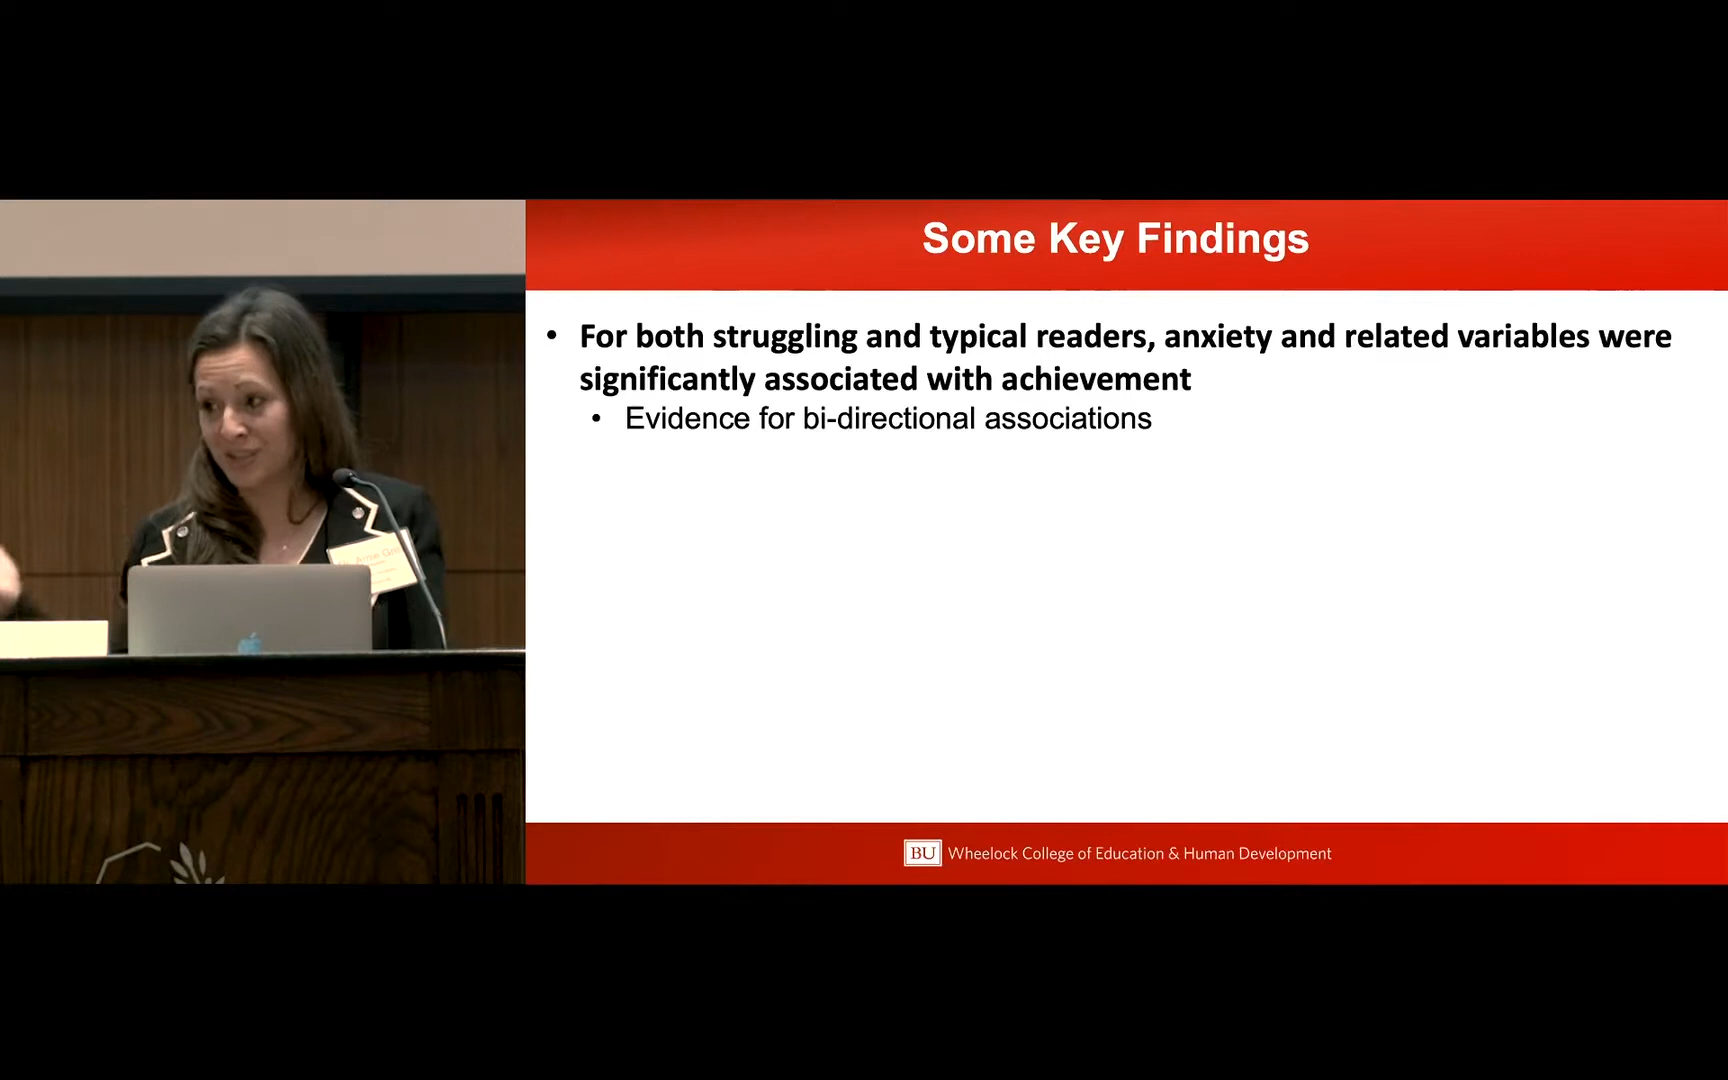 Some Key Findings
• For both struggling and typical readers, anxiety and related variables were
significantly associated with achievement
• Evidence for bi-directional associations
BU Wheelock College of Education & Human Development